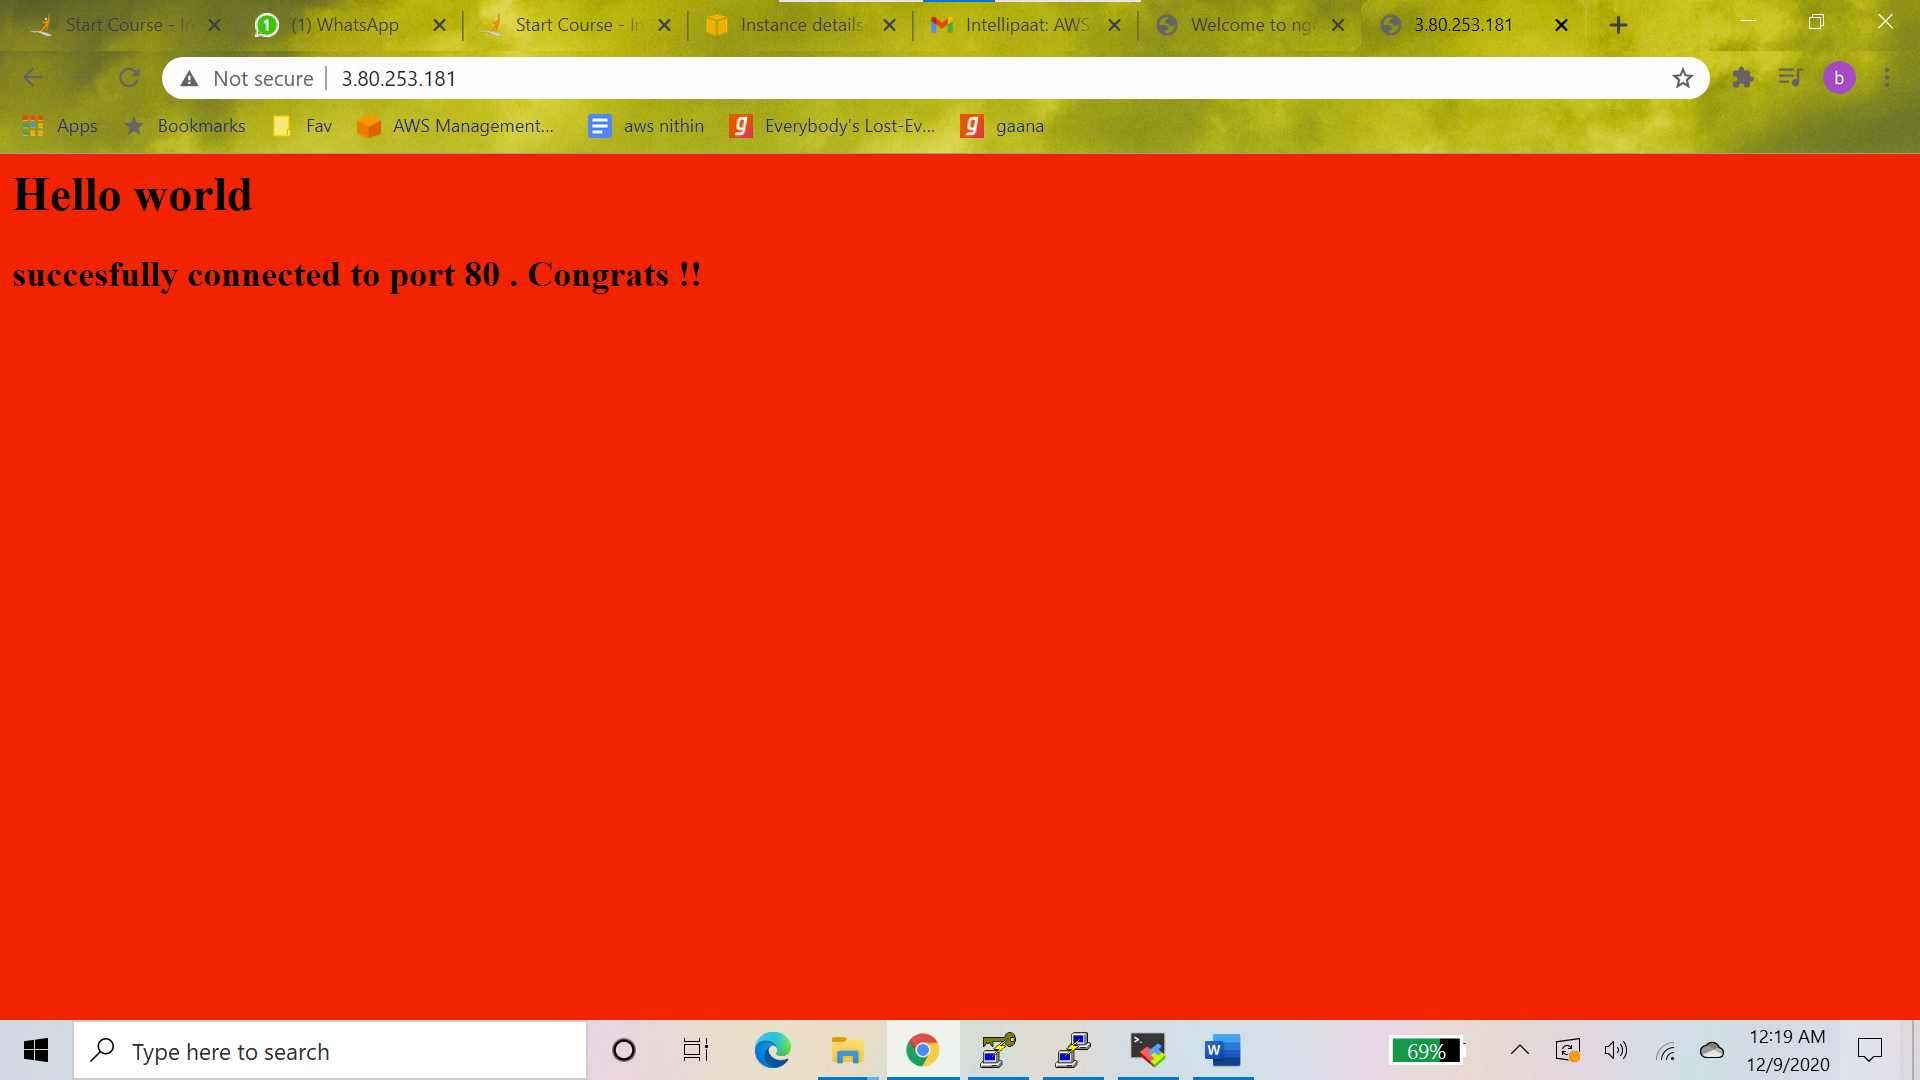 Start Course - In
(1) WhatsApp
Start Course - In
Instance details
Intellipaat: AWS
Welcome to ngi
3.80.253.181
Not secure
3.80.253.181
b
Apps
Bookmarks
Fav
AWS Management...
aws nithin
Everybody's Lost-Ev...
gaana
Hello world
succesfully connected to port 80 . Congrats !!
Type here to search
69%
12:19 AM
12/9/2020